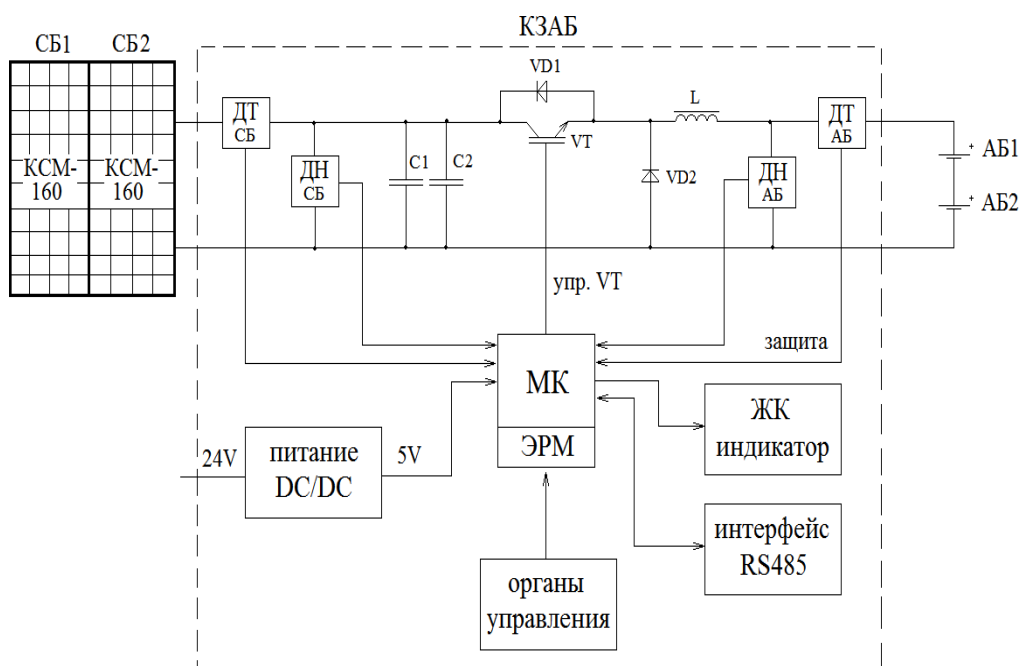 КЗАБ
СБ1 СБ2
VD1
ДТ
СБ
L
ДТ
АБ
VT
КСМ-
160
КСМ-
160
ДН
СБ
C1
C2
VD2
ДН
АБ
+ АБ1
+ АБ2
упр. VT
защита
МК
ЭРМ
ЖК
индикатор
24V
питание
DC/DC
5V
интерфейс
RS485
органы
управления